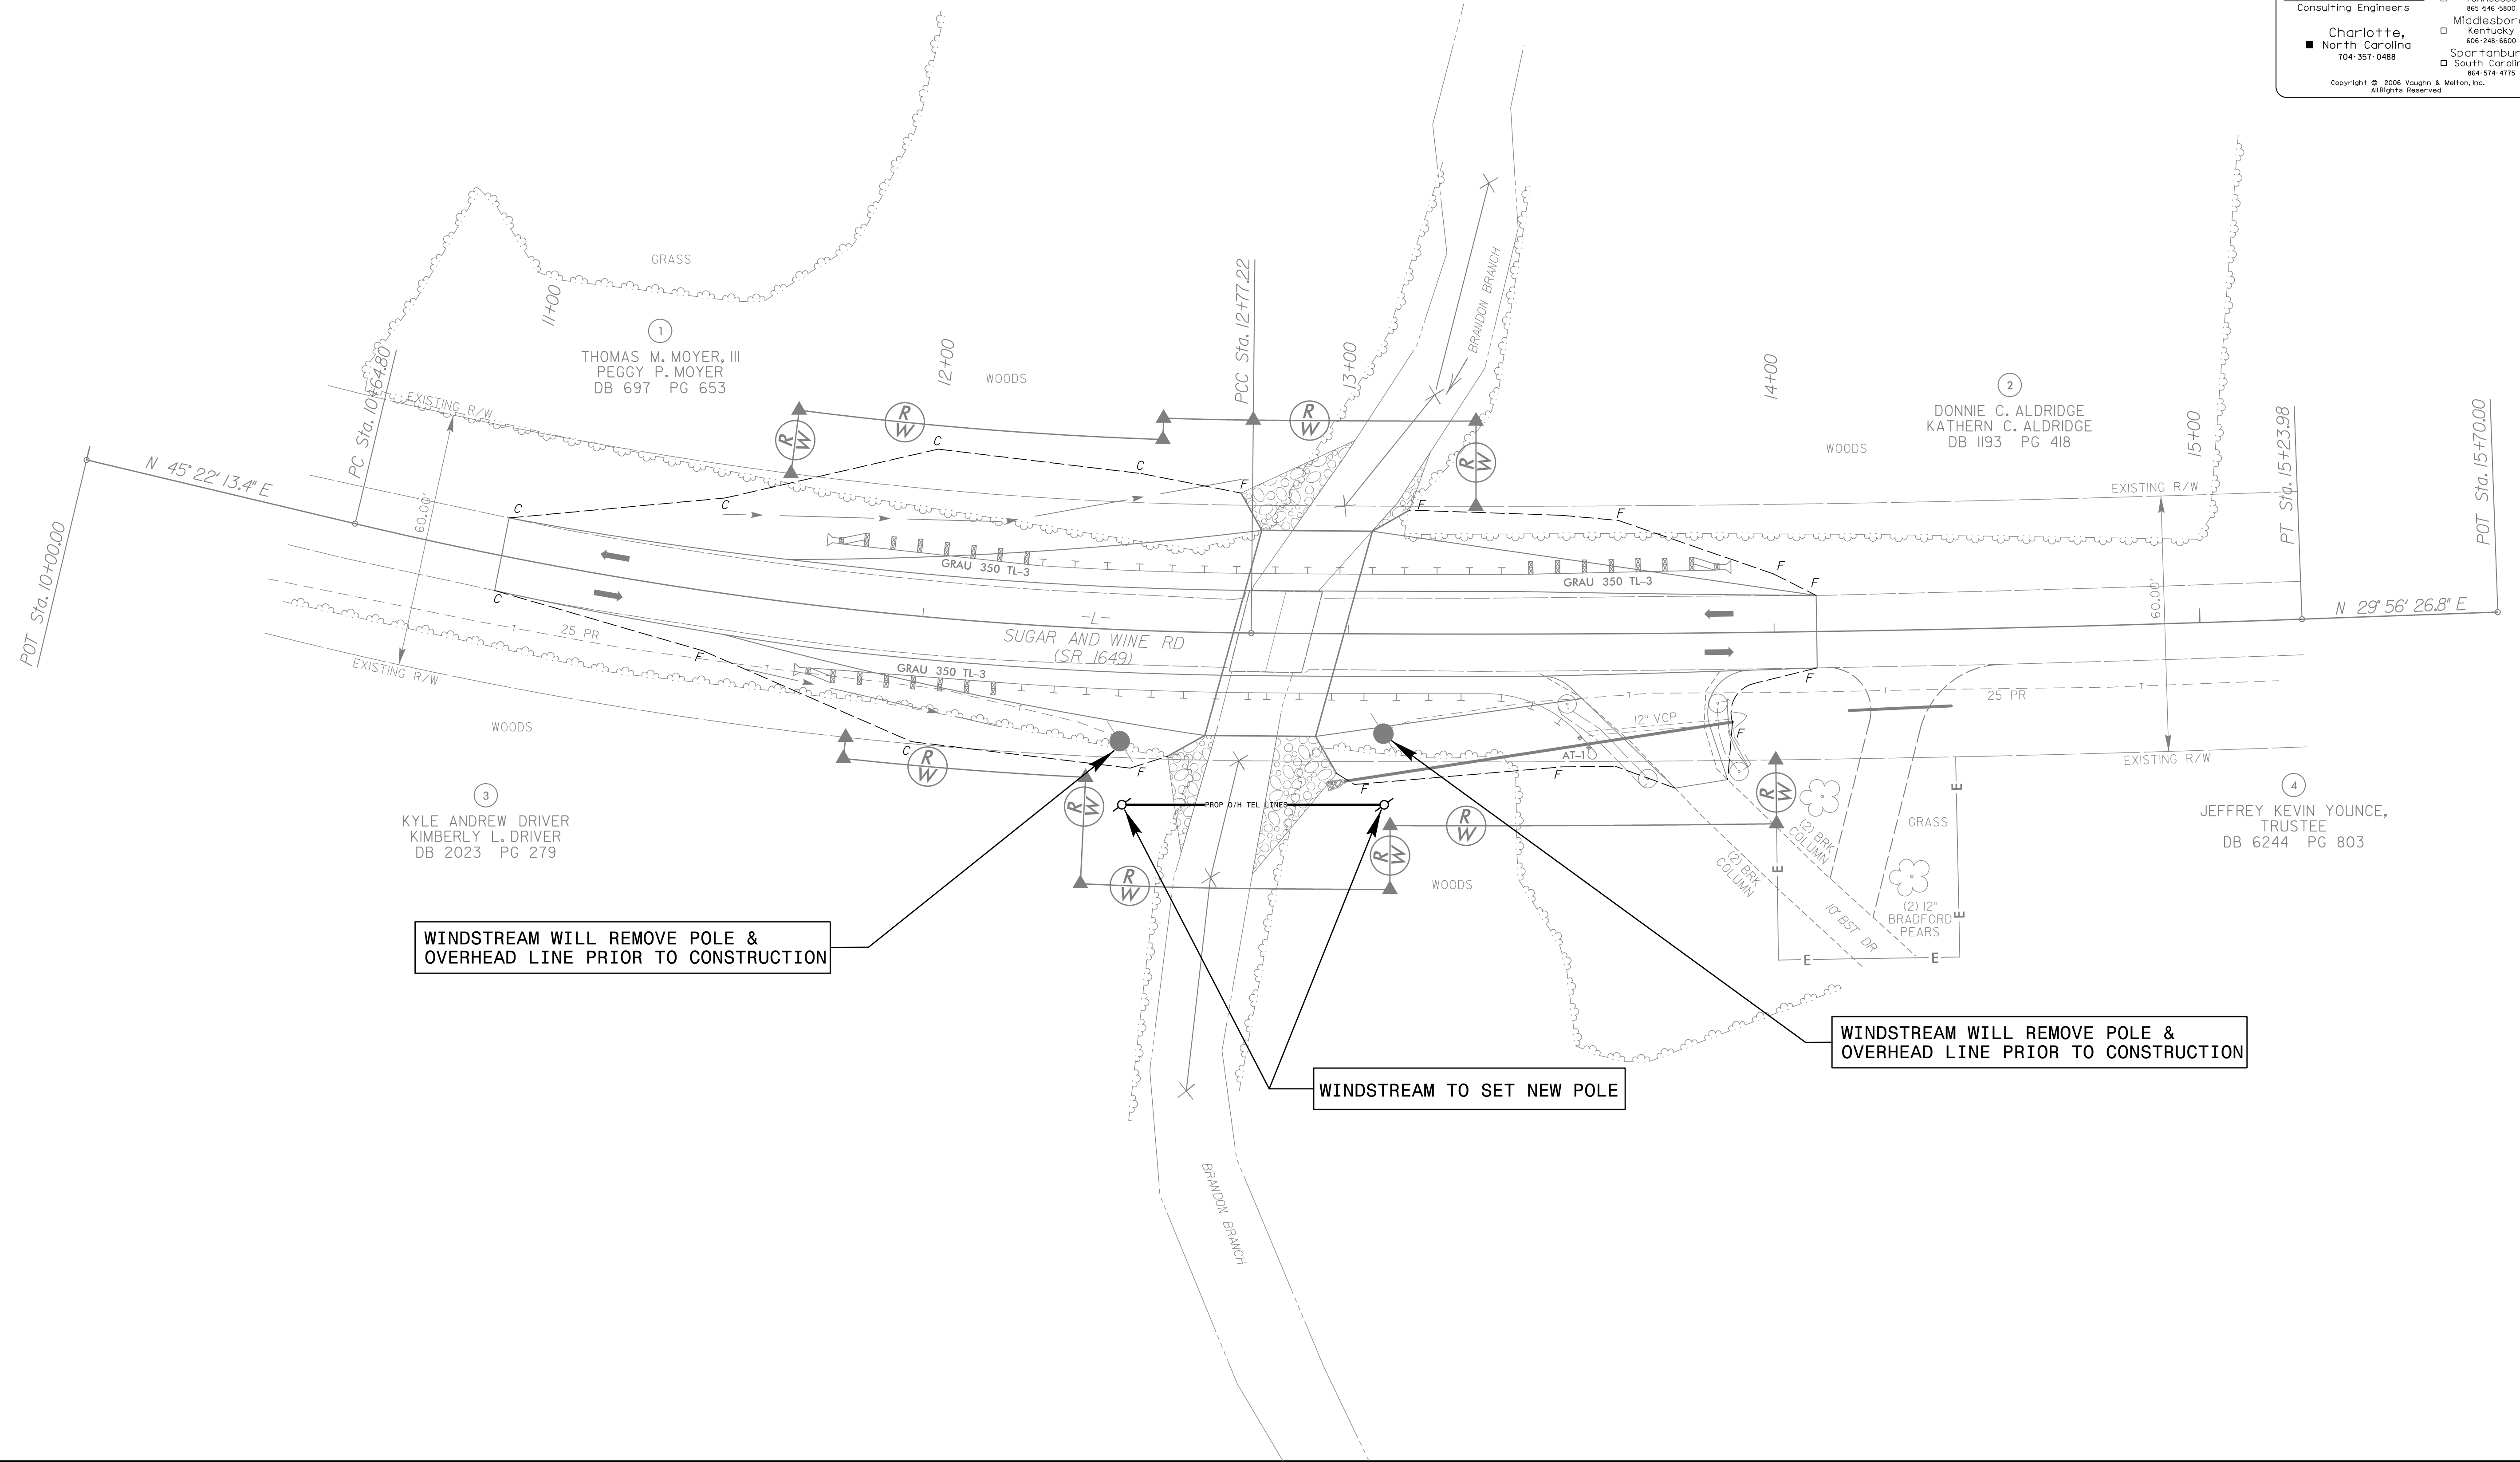 Consulting Engineers
Charlotte,
North Carolina
704-357-0488
865-546-5800
Middlesboro
Kentucky
606-248-6600
864-574-4775
Copyright © 2006 Vaughn & Melton, Inc.
All Rights Reserved
GRASS
11+00
1
THOMAS M. MOYER, III
PEGGY P. MOYER
DB 697 PG 653
12+00
WOODS
PCC Sta. 12+77.22
13+00
BRANDON BRANCH
14+00
2
DONNIE C. ALDRIDGE
KATHERN C. ALDRIDGE
DB 1193 PG 418
WOODS
15+00
PT Sta. 15+23.98
POT Sta. 15+70.00
PC Sta. 10+64.80
EXISTING R/W
R/W
R/W
R/W
R/W
N 45° 22' 13.4" E
60.00'
C
C
C
C
F
F
F
F
F
EXISTING R/W
POT Sta. 10+00.00
GRAU 350 TL-3
GRAU 350 TL-3
C
-L-
SUGAR AND WINE RD
(SR 1649)
60.00'
N 29° 56' 26.8" E
T
25 PR
F
T
GRAU 350 TL-3
T
EXISTING R/W
F
T
T
25 PR
T
12" VCP
F
AT-1
WOODS
C
R/W
F
F
F
EXISTING R/W
3
KYLE ANDREW DRIVER
KIMBERLY L. DRIVER
DB 2023 PG 279
R/W
PROP O/H TEL LINES
R/W
R/W
E
GRASS
4
JEFFREY KEVIN YOUNCE,
TRUSTEE
DB 6244 PG 803
(2) BRK
COLUMN
(2) BRK
COLUMN
R/W
R/W
WOODS
E
E
(2) 12"
BRADFORD
PEARS
10' BST DR
E
E
WINDSTREAM WILL REMOVE POLE &
OVERHEAD LINE PRIOR TO CONSTRUCTION
WINDSTREAM WILL REMOVE POLE &
OVERHEAD LINE PRIOR TO CONSTRUCTION
WINDSTREAM TO SET NEW POLE
BRANDON BRANCH